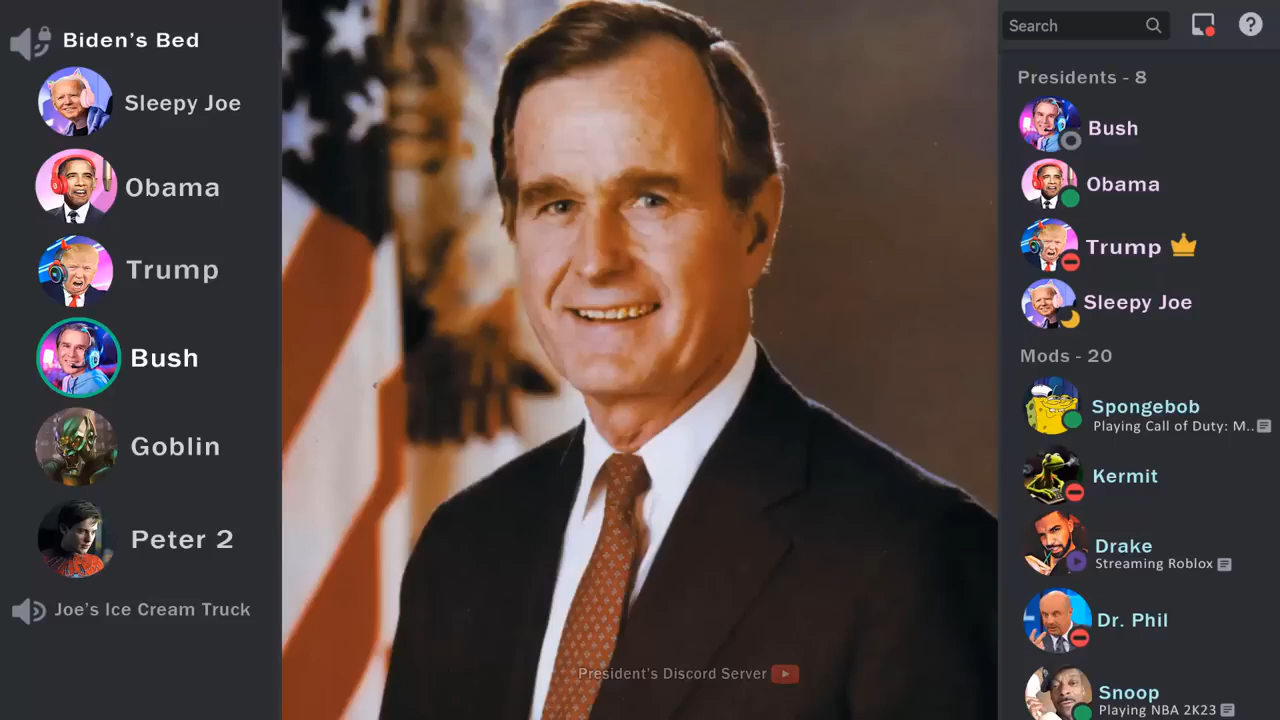 Biden's Bed
Sleepy Joe
Obama
Trump
Bush
Goblin
Peter 2
Joe's Ice Cream Truck
President's Discord Server
Search
?
Presidents - 8
Bush
Obama
Trump
Sleepy Joe
Mods - 20
Spongebob
Playing Call of Duty: M..
Kermit
Drake
Streaming Roblox
Dr. Phil
Snoop
Playing NBA 2K23